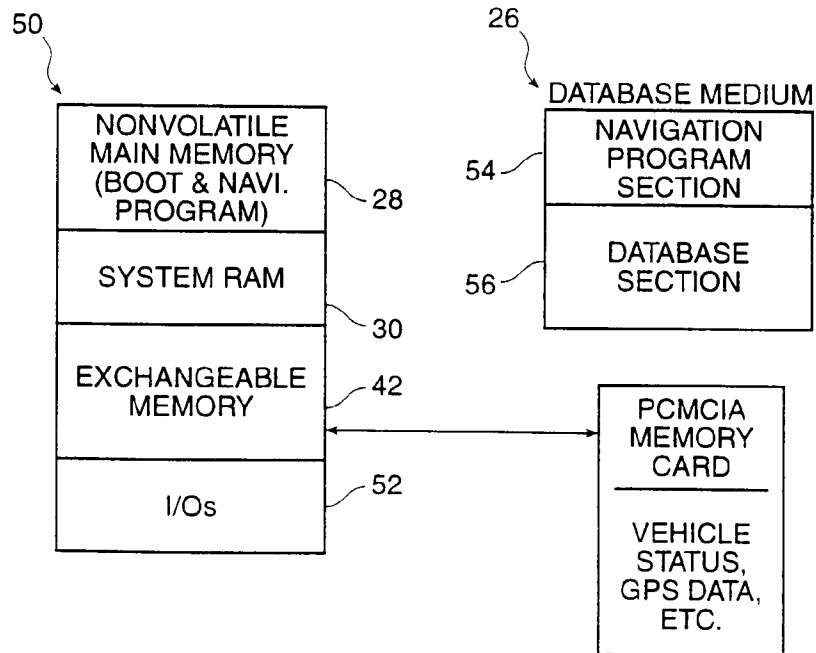 50
NONVOLATILE
MAIN MEMORY
(BOOT & NAVI.
PROGRAM)
28
SYSTEM RAM
30
EXCHANGEABLE
MEMORY
42
I/Os
52
26
DATABASE MEDIUM
NAVIGATION
PROGRAM
SECTION
54
DATABASE
SECTION
56
PCMCIA
MEMORY
CARD
VEHICLE
STATUS,
GPS DATA,
ETC.